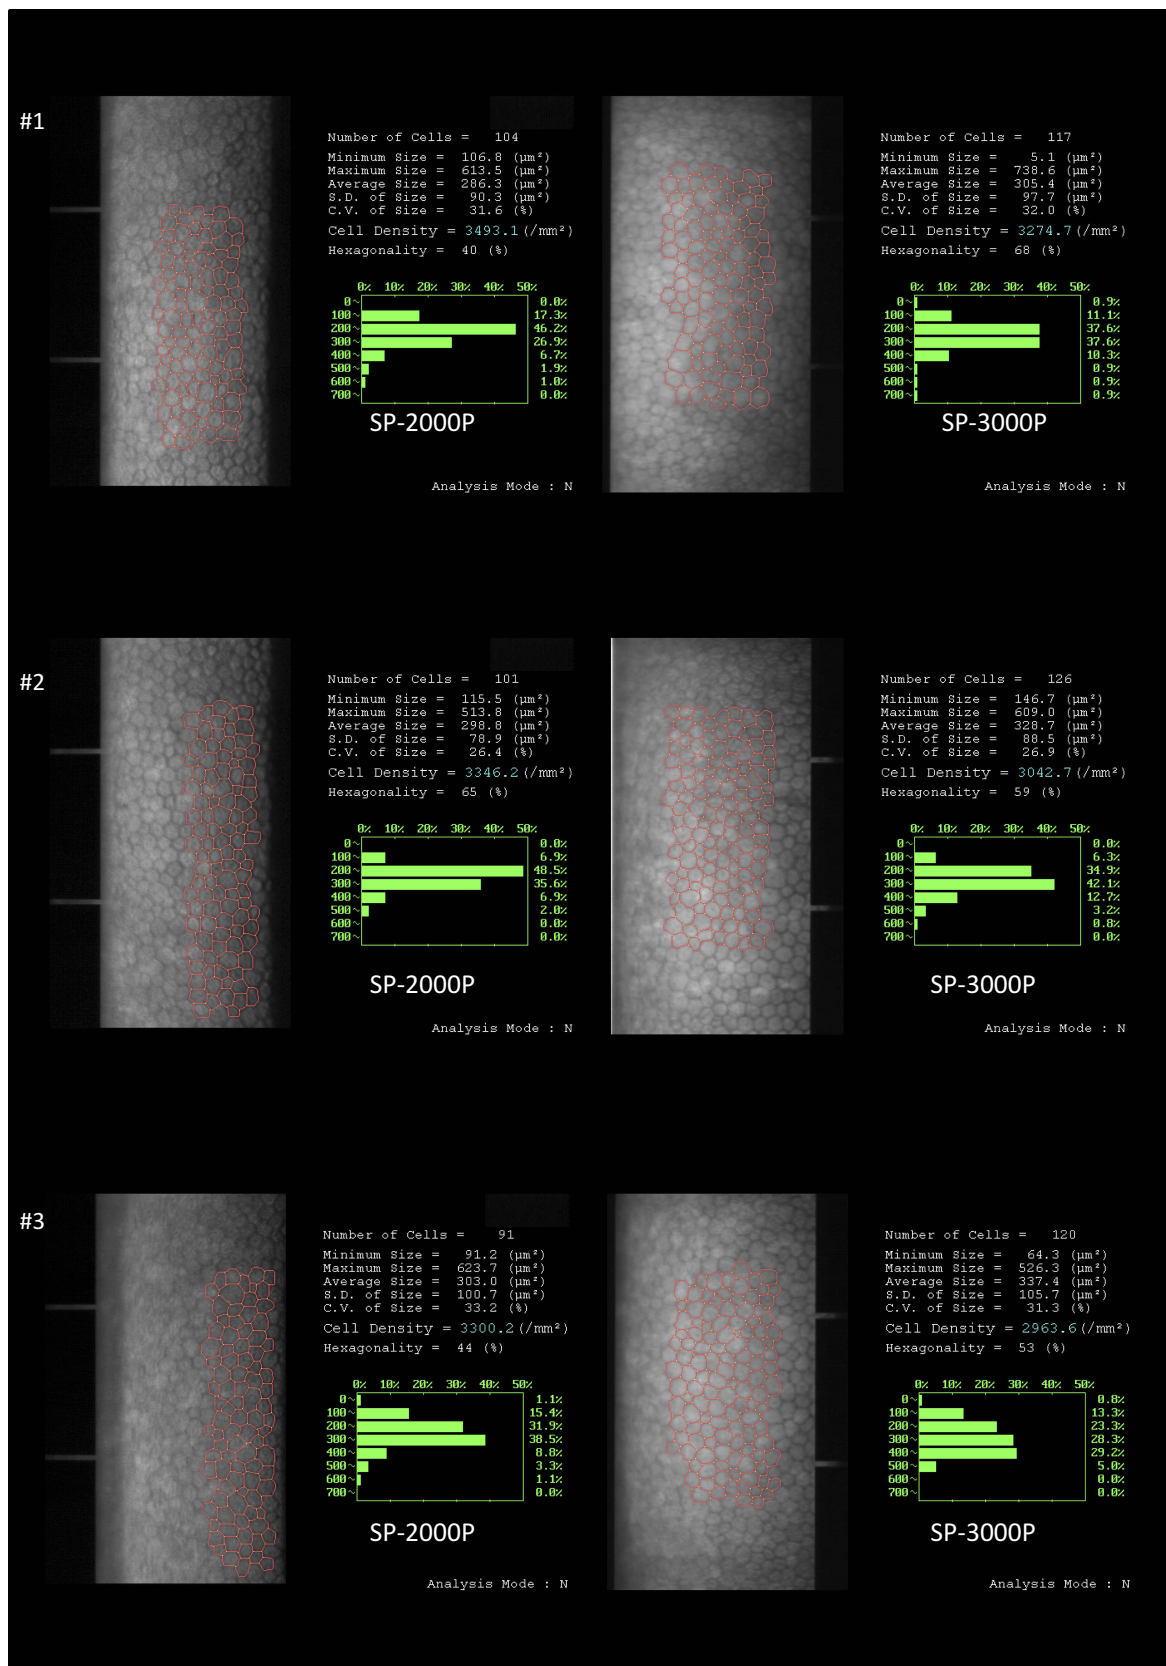 #1
Number of Cells = 104
Minimum Size = 106.8 (µm²)
Maximum Size = 613.5 (µm²)
Average Size = 286.3 (µm²)
S.D. of Size = 90.3 (µm²)
C.V. of Size = 31.6 (%)
Cell Density = 3493.1(/mm²)
Hexagonality = 40 (%)
0% 10% 20% 30% 40% 50%
0~ 0.0%
100~ 17.3%
200~ 46.2%
300~ 26.9%
400~ 6.7%
500~ 1.9%
600~ 1.0%
700~ 0.0%
SP-2000P
Analysis Mode : N
Number of Cells = 117
Minimum Size = 5.1 (µm²)
Maximum Size = 738.6 (µm²)
Average Size = 305.4 (µm²)
S.D. of Size = 97.7 (µm²)
C.V. of Size = 32.0 (%)
Cell Density = 3274.7(/mm²)
Hexagonality = 68 (%)
0% 10% 20% 30% 40% 50%
0~ 0.9%
100~ 11.1%
200~ 37.6%
300~ 37.6%
400~ 10.3%
500~ 0.9%
600~ 0.9%
700~ 0.9%
SP-3000P
Analysis Mode : N
#2
Number of Cells = 101
Minimum Size = 115.5 (µm²)
Maximum Size = 513.8 (µm²)
Average Size = 298.8 (µm²)
S.D. of Size = 78.9 (µm²)
C.V. of Size = 26.4 (%)
Cell Density = 3346.2(/mm²)
Hexagonality = 65 (%)
0% 10% 20% 30% 40% 50%
0~ 0.0%
100~ 6.9%
200~ 48.5%
300~ 35.6%
400~ 6.9%
500~ 2.0%
600~ 0.0%
700~ 0.0%
SP-2000P
Analysis Mode : N
Number of Cells = 126
Minimum Size = 146.7 (µm²)
Maximum Size = 609.0 (µm²)
Average Size = 328.7 (µm²)
S.D. of Size = 88.5 (µm²)
C.V. of Size = 26.9 (%)
Cell Density = 3042.7(/mm²)
Hexagonality = 59 (%)
0% 10% 20% 30% 40% 50%
0~ 0.0%
100~ 6.3%
200~ 34.9%
300~ 42.1%
400~ 12.7%
500~ 3.2%
600~ 0.8%
700~ 0.0%
SP-3000P
Analysis Mode : N
#3
Number of Cells = 91
Minimum Size = 91.2 (µm²)
Maximum Size = 623.7 (µm²)
Average Size = 303.0 (µm²)
S.D. of Size = 100.7 (µm²)
C.V. of Size = 33.2 (%)
Cell Density = 3300.2(/mm²)
Hexagonality = 44 (%)
0% 10% 20% 30% 40% 50%
0~ 1.1%
100~ 15.4%
200~ 31.9%
300~ 38.5%
400~ 8.8%
500~ 3.3%
600~ 1.1%
700~ 0.0%
SP-2000P
Analysis Mode : N
Number of Cells = 120
Minimum Size = 64.3 (µm²)
Maximum Size = 526.3 (µm²)
Average Size = 337.4 (µm²)
S.D. of Size = 105.7 (µm²)
C.V. of Size = 31.3 (%)
Cell Density = 2963.6(/mm²)
Hexagonality = 53 (%)
0% 10% 20% 30% 40% 50%
0~ 0.8%
100~ 13.3%
200~ 23.3%
300~ 28.3%
400~ 29.2%
500~ 5.0%
600~ 0.0%
700~ 0.0%
SP-3000P
Analysis Mode : N